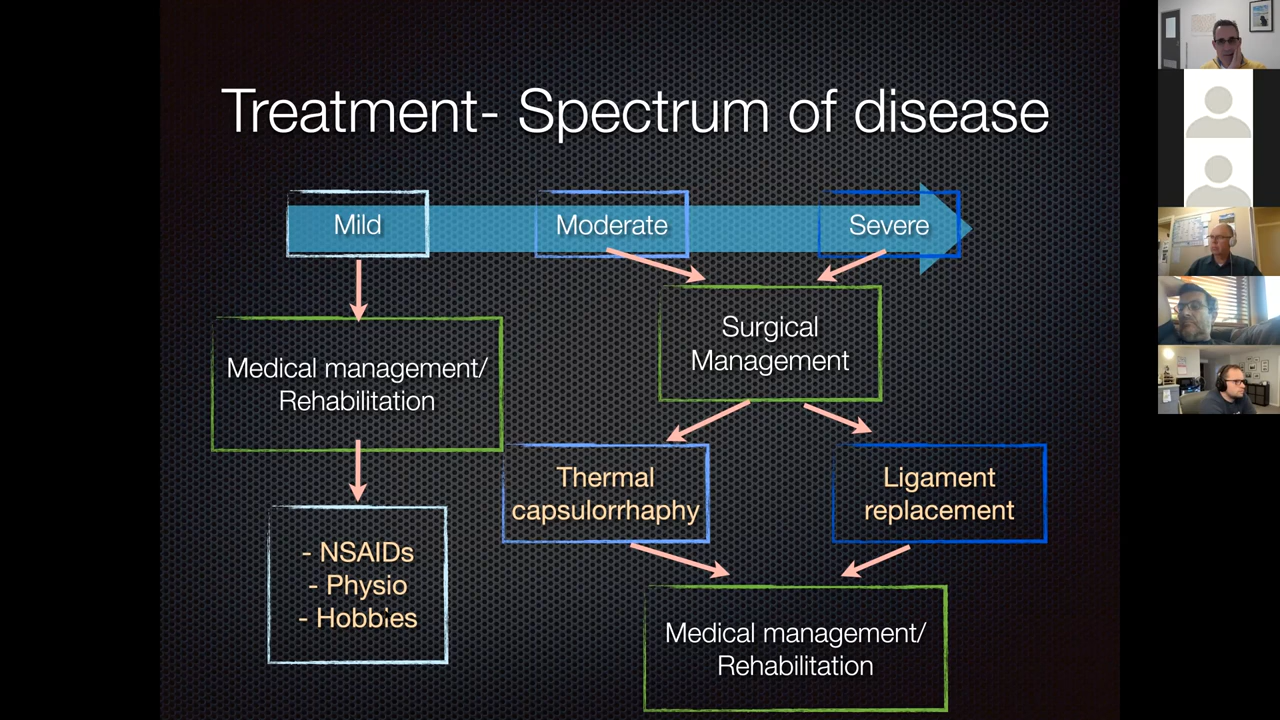 Treatment- Spectrum of disease
Mild
Moderate
Severe
Medical management/
Rehabilitation
Surgical
Management
Thermal
capsulorrhaphy
Ligament
replacement
- NSAIDs
- Physio
- Hobbies
Medical management/
Rehabilitation